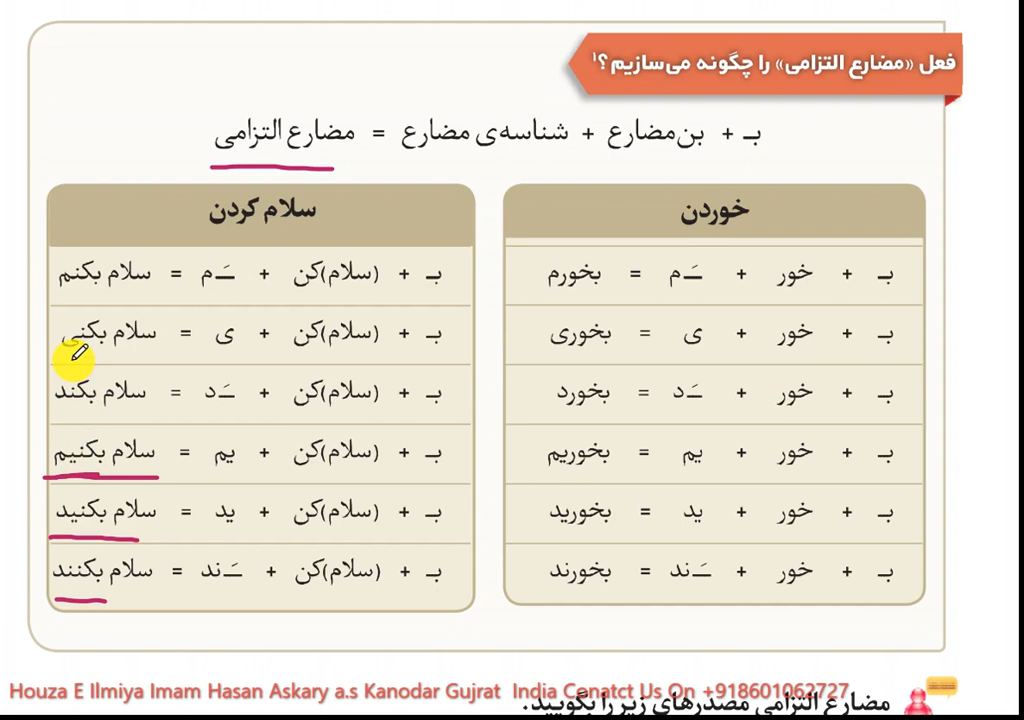 فعل «مضارع التزامی» را چگونه می‌سازیم؟¹
بـ + بن مضارع + شناسه‌ی مضارع = مضارع التزامی
خوردن
بـ + خور + ـَـ م = بخورم
بـ + خور + ی = بخوری
بـ + خور + ـَـ د = بخورد
بـ + خور + یم = بخوریم
بـ + خور + ید = بخورید
بـ + خور + ـَـ ند = بخورند
سلام کردن
بـ + (سلام)کن + ـَـ م = سلام بکنم
بـ + (سلام)کن + ی = سلام بکنی
بـ + (سلام)کن + ـَـ د = سلام بکند
بـ + (سلام)کن + یم = سلام بکنیم
بـ + (سلام)کن + ید = سلام بکنید
بـ + (سلام)کن + ـَـ ند = سلام بکنند
مضارع التزامی مصدرهای زیر را بگویید.
Houza E Ilmiya Imam Hasan Askary a.s Kanodar Gujrat India Cenatct Us On +918601062727